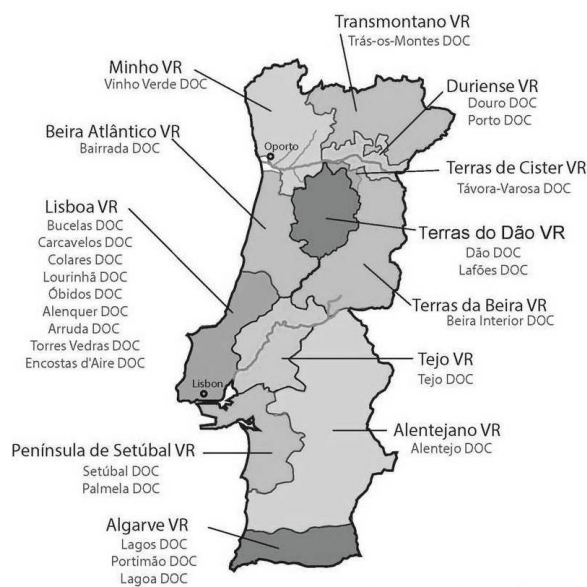 Transmontano VR
Trás-os-Montes DOC
Minho VR
Vinho Verde DOC
Duriense VR
Douro DOC
Porto DOC
Beira Atlântico VR
Bairrada DOC
Oporto
Terras de Cister VR
Távora-Varosa DOC
Lisboa VR
Bucelas DOC
Carcavelos DOC
Colares DOC
Lourinhã DOC
Óbidos DOC
Alenquer DOC
Arruda DOC
Torres Vedras DOC
Encostas d'Aire DOC
Terras do Dão VR
Dão DOC
Lafões DOC
Terras da Beira VR
Beira Interior DOC
Tejo VR
Tejo DOC
Lisbon
Alentejano VR
Alentejo DOC
Península de Setúbal VR
Setúbal DOC
Palmela DOC
Algarve VR
Lagos DOC
Portimão DOC
Lagoa DOC